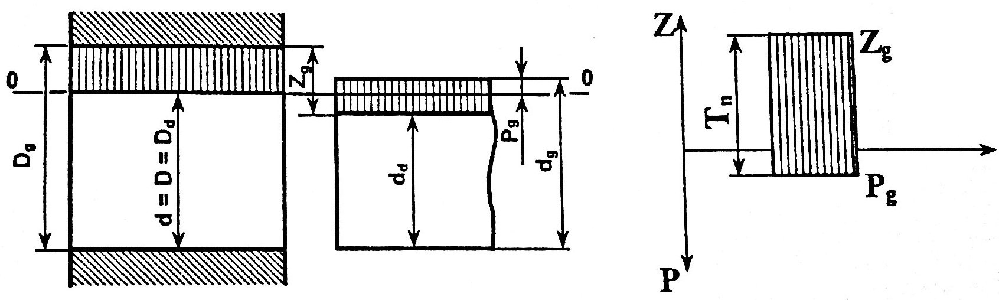 0
D_g
d = D = D_d
Z_g
d_d
P_g
d_g
0
Z
T_n
Z_g
P_g
P